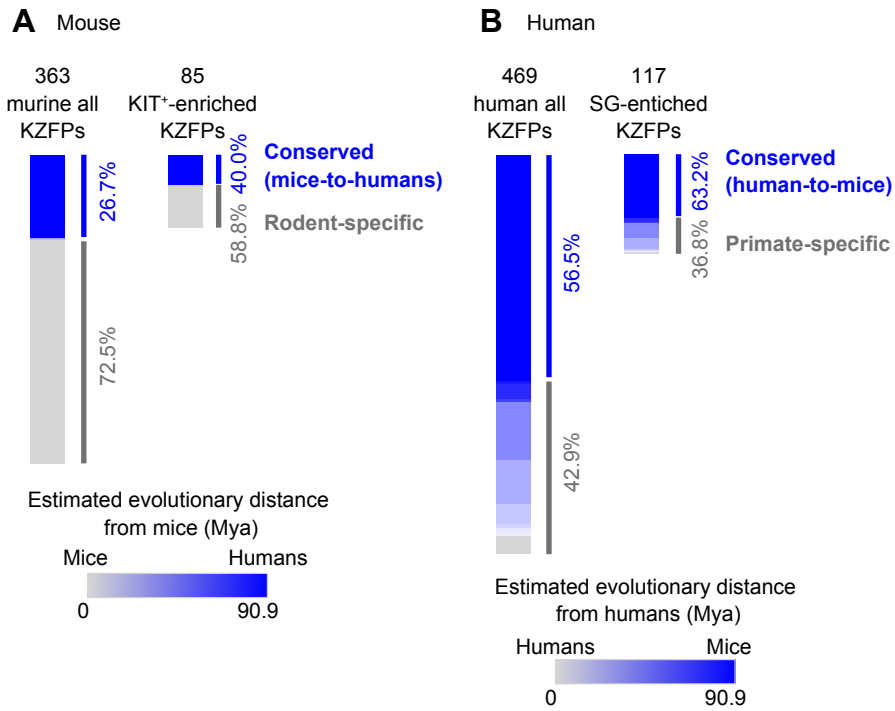 A Mouse
363
murine all
KZFPs
85
KIT⁺-enriched
KZFPs
26.7%
72.5%
40.0%
58.8%
Conserved
(mice-to-humans)
Rodent-specific
Estimated evolutionary distance
from mice (Mya)
Mice Humans
0 90.9
B Human
469
human all
KZFPs
117
SG-entiched
KZFPs
56.5%
42.9%
63.2%
36.8%
Conserved
(human-to-mice)
Primate-specific
Estimated evolutionary distance
from humans (Mya)
Humans Mice
0 90.9